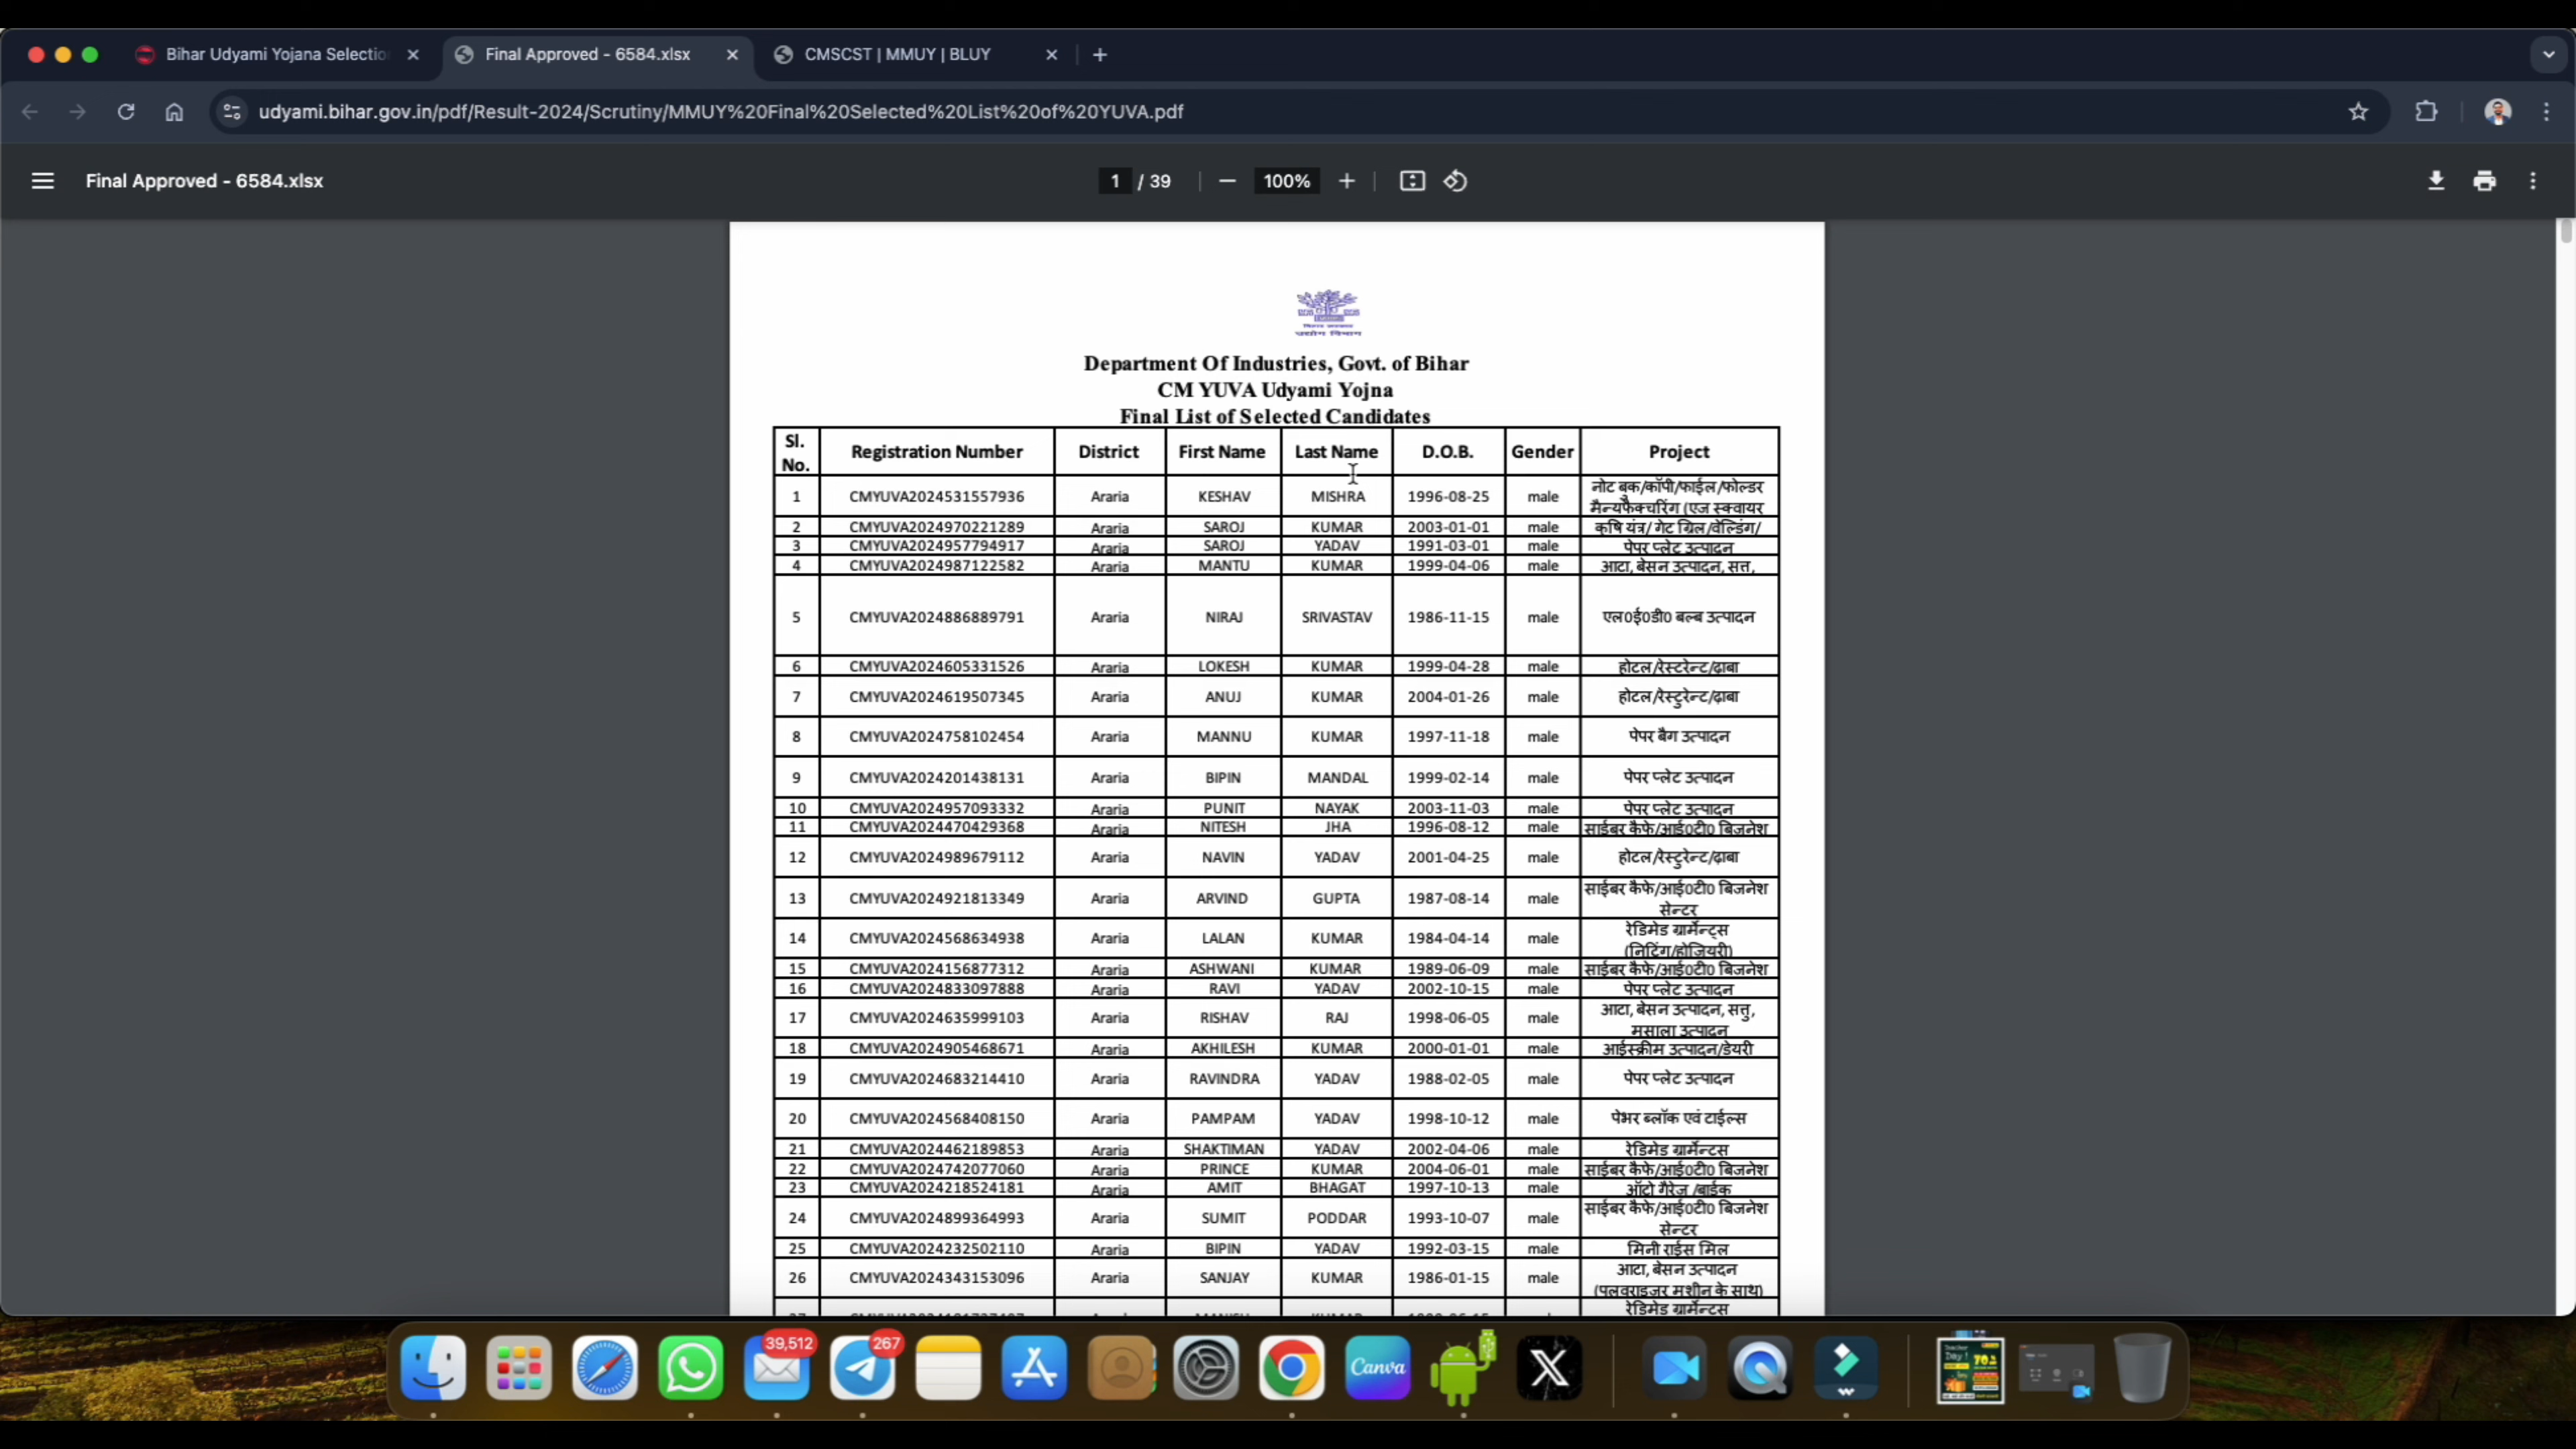 Bihar Udyami Yojana Selectio
Final Approved - 6584.xlsx
CMSCST | MMUY | BLUY
udyami.bihar.gov.in/pdf/Result-2024/Scrutiny/MMUY%20Final%20Selected%20List%20of%20YUVA.pdf
Final Approved - 6584.xlsx
1 / 39
100%
उद्योग विभाग
Department Of Industries, Govt. of Bihar
CM YUVA Udyami Yojna
Final List of Selected Candidates
Sl. No. Registration Number District First Name Last Name D.O.B. Gender Project
1 CMYUVA2024531557936 Araria KESHAV MISHRA 1996-08-25 male नोट बुक/कॉपी/फाईल/फोल्डर
मैन्यफैक्चरिंग (एज स्क्वायर
2 CMYUVA2024970221289 Araria SAROJ KUMAR 2003-01-01 male कृषि यंत्र/ गेट ग्रिल/वेल्डिंग/
3 CMYUVA2024957794917 Araria SAROJ YADAV 1991-03-01 male पेपर प्लेट उत्पादन
4 CMYUVA2024987122582 Araria MANTU KUMAR 1999-04-06 male आटा, बेसन उत्पादन, सत्त,
5 CMYUVA2024886889791 Araria NIRAJ SRIVASTAV 1986-11-15 male एल0ई0डी0 बल्ब उत्पादन
6 CMYUVA2024605331526 Araria LOKESH KUMAR 1999-04-28 male होटल/रेस्टरेन्ट/ढ़ाबा
7 CMYUVA2024619507345 Araria ANUJ KUMAR 2004-01-26 male होटल/रेस्टुरेन्ट/ढ़ाबा
8 CMYUVA2024758102454 Araria MANNU KUMAR 1997-11-18 male पेपर बैग उत्पादन
9 CMYUVA2024201438131 Araria BIPIN MANDAL 1999-02-14 male पेपर प्लेट उत्पादन
10 CMYUVA2024957093332 Araria PUNIT NAYAK 2003-11-03 male पेपर प्लेट उत्पादन
11 CMYUVA2024470429368 Araria NITESH JHA 1996-08-12 male साईबर कैफे/आई0टी0 बिजनेश
12 CMYUVA2024989679112 Araria NAVIN YADAV 2001-04-25 male होटल/रेस्टुरेन्ट/ढ़ाबा
13 CMYUVA2024921813349 Araria ARVIND GUPTA 1987-08-14 male साईबर कैफे/आई0टी0 बिजनेश
सेन्टर
14 CMYUVA2024568634938 Araria LALAN KUMAR 1984-04-14 male रेडिमेड ग्रार्मेन्ट्स
(निटिंग/होजियरी)
15 CMYUVA2024156877312 Araria ASHWANI KUMAR 1989-06-09 male साईबर कैफे/आई0टी0 बिजनेश
16 CMYUVA2024833097888 Araria RAVI YADAV 2002-10-15 male पेपर प्लेट उत्पादन
17 CMYUVA2024635999103 Araria RISHAV RAJ 1998-06-05 male आटा, बेसन उत्पादन, सत्तु,
मसाला उत्पादन
18 CMYUVA2024905468671 Araria AKHILESH KUMAR 2000-01-01 male आईस्क्रीम उत्पादन/डेयरी
19 CMYUVA2024683214410 Araria RAVINDRA YADAV 1988-02-05 male पेपर प्लेट उत्पादन
20 CMYUVA2024568408150 Araria PAMPAM YADAV 1998-10-12 male पेभर ब्लॉक एवं टाईल्स
21 CMYUVA2024462189853 Araria SHAKTIMAN YADAV 2002-04-06 male रेडिमेड ग्रार्मेन्टस
22 CMYUVA2024742077060 Araria PRINCE KUMAR 2004-06-01 male साईबर कैफे/आई0टी0 बिजनेश
23 CMYUVA2024218524181 Araria AMIT BHAGAT 1997-10-13 male ऑटो गैरेज /बाईक
24 CMYUVA2024899364993 Araria SUMIT PODDAR 1993-10-07 male साईबर कैफे/आई0टी0 बिजनेश
सेन्टर
25 CMYUVA2024232502110 Araria BIPIN YADAV 1992-03-15 male मिनी राईस मिल
26 CMYUVA2024343153096 Araria SANJAY KUMAR 1986-01-15 male आटा, बेसन उत्पादन
(पलवराइजर मशीन के साथ)
रेडिमेड ग्रार्मेन्टस
39,512
267
Canva